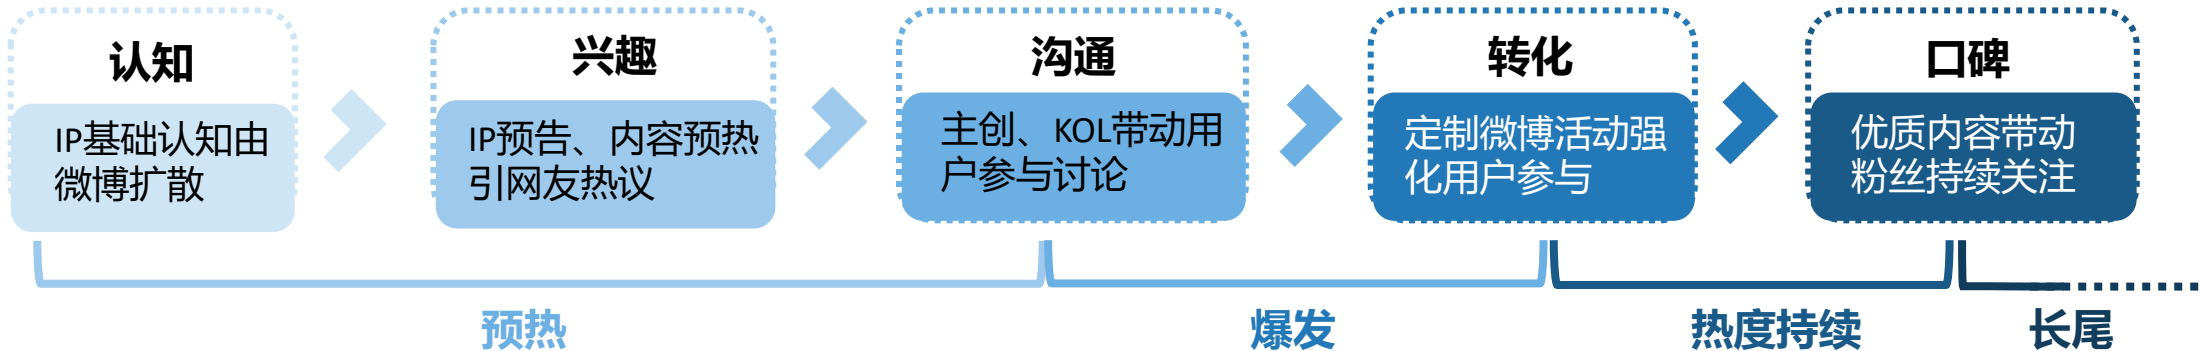 认知
IP基础认知由
微博扩散
兴趣
IP预告、内容预热
引网友热议
沟通
主创、KOL带动用
户参与讨论
转化
定制微博活动强
化用户参与
口碑
优质内容带动
粉丝持续关注
预热
爆发
热度持续
长尾